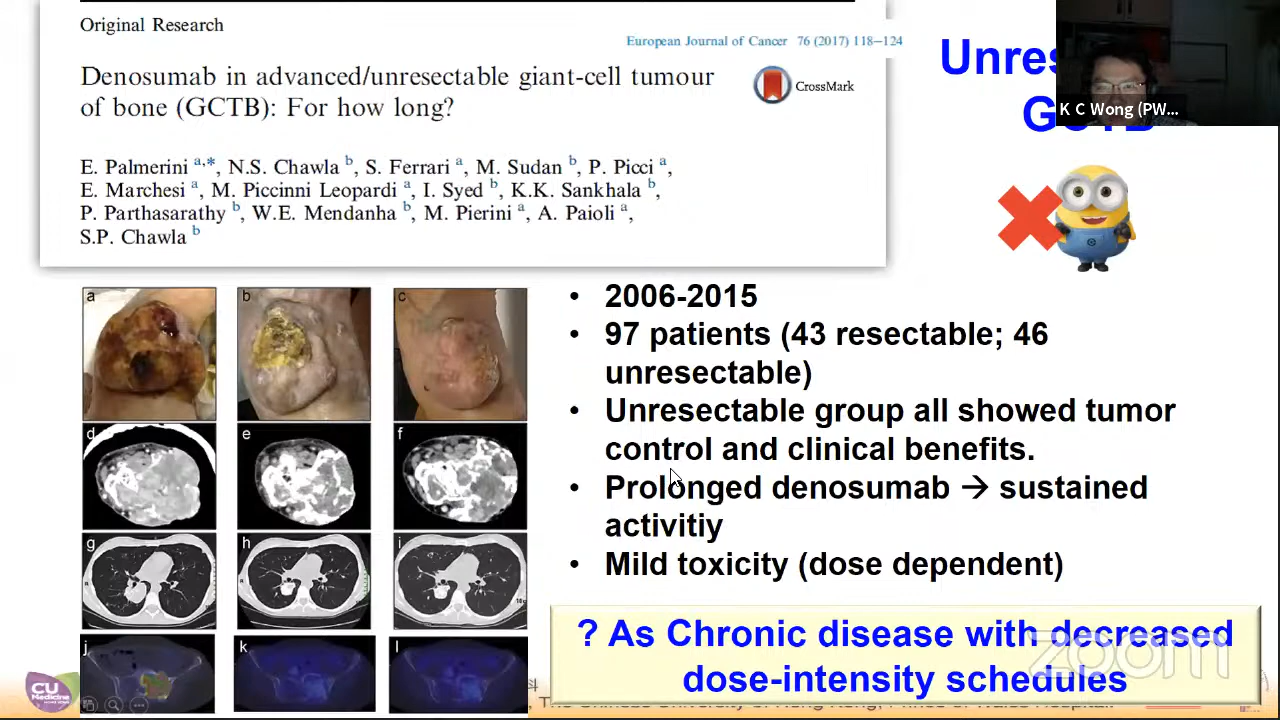 Original Research
European Journal of Cancer 76 (2017) 118–124
Denosumab in advanced/unresectable giant-cell tumour
of bone (GCTB): For how long?
CrossMark
E. Palmerini a,*, N.S. Chawla b, S. Ferrari a, M. Sudan b, P. Picci a,
E. Marchesi a, M. Piccinni Leopardi a, I. Syed b, K.K. Sankhala b,
P. Parthasarathy b, W.E. Mendanha b, M. Pierini a, A. Paioli a,
S.P. Chawla b
K C Wong (PW...
a
b
c
d
e
f
g
h
i
j
k
l
• 2006-2015
• 97 patients (43 resectable; 46
unresectable)
• Unresectable group all showed tumor
control and clinical benefits.
• Prolonged denosumab → sustained
activitiy
• Mild toxicity (dose dependent)
? As Chronic disease with decreased
dose-intensity schedules
zoom
CU
Medicine
HONG KONG